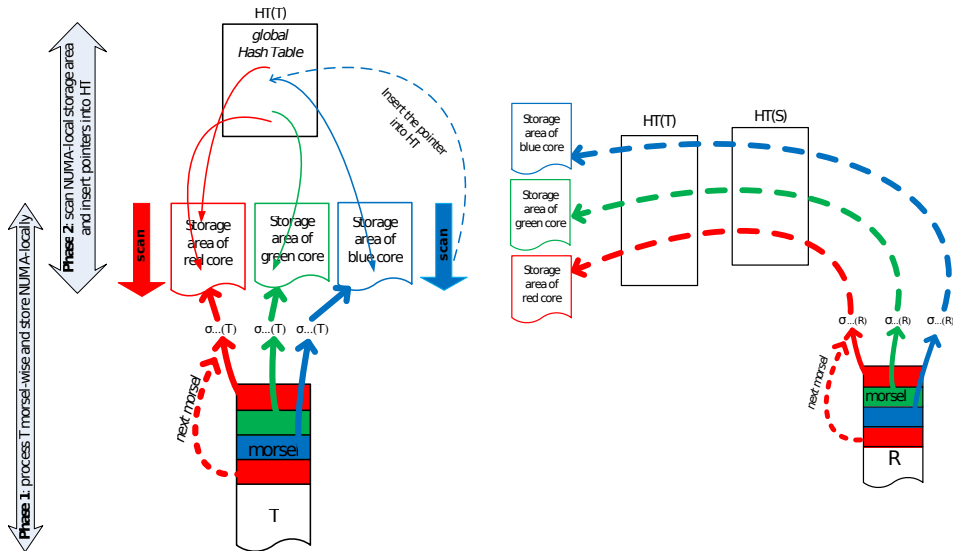 HT(T)
global
Hash Table
Phase 2: scan NUMA-local storage area
and insert pointers into HT
Insert the pointer
into HT
scan
Storage
area of
red core
Storage
area of
green core
Storage
area of
blue core
scan
Phase 1: process T morsel-wise and store NUMA-locally
σ...(T)
σ...(T)
σ...(T)
next morsel
morsel
T
Storage
area of
blue core
Storage
area of
green core
Storage
area of
red core
HT(T)
HT(S)
σ...(R)
σ...(R)
σ...(R)
next morsel
morsel
R